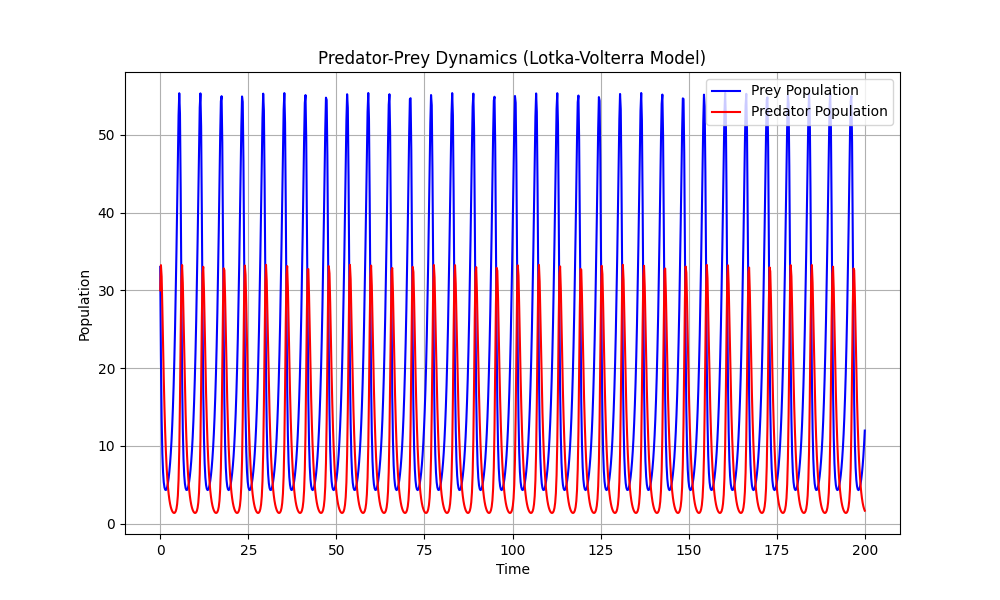 Predator-Prey Dynamics (Lotka-Volterra Model)
Prey Population
Predator Population
Population
50
40
30
20
10
0
0 25 50 75 100 125 150 175 200
Time